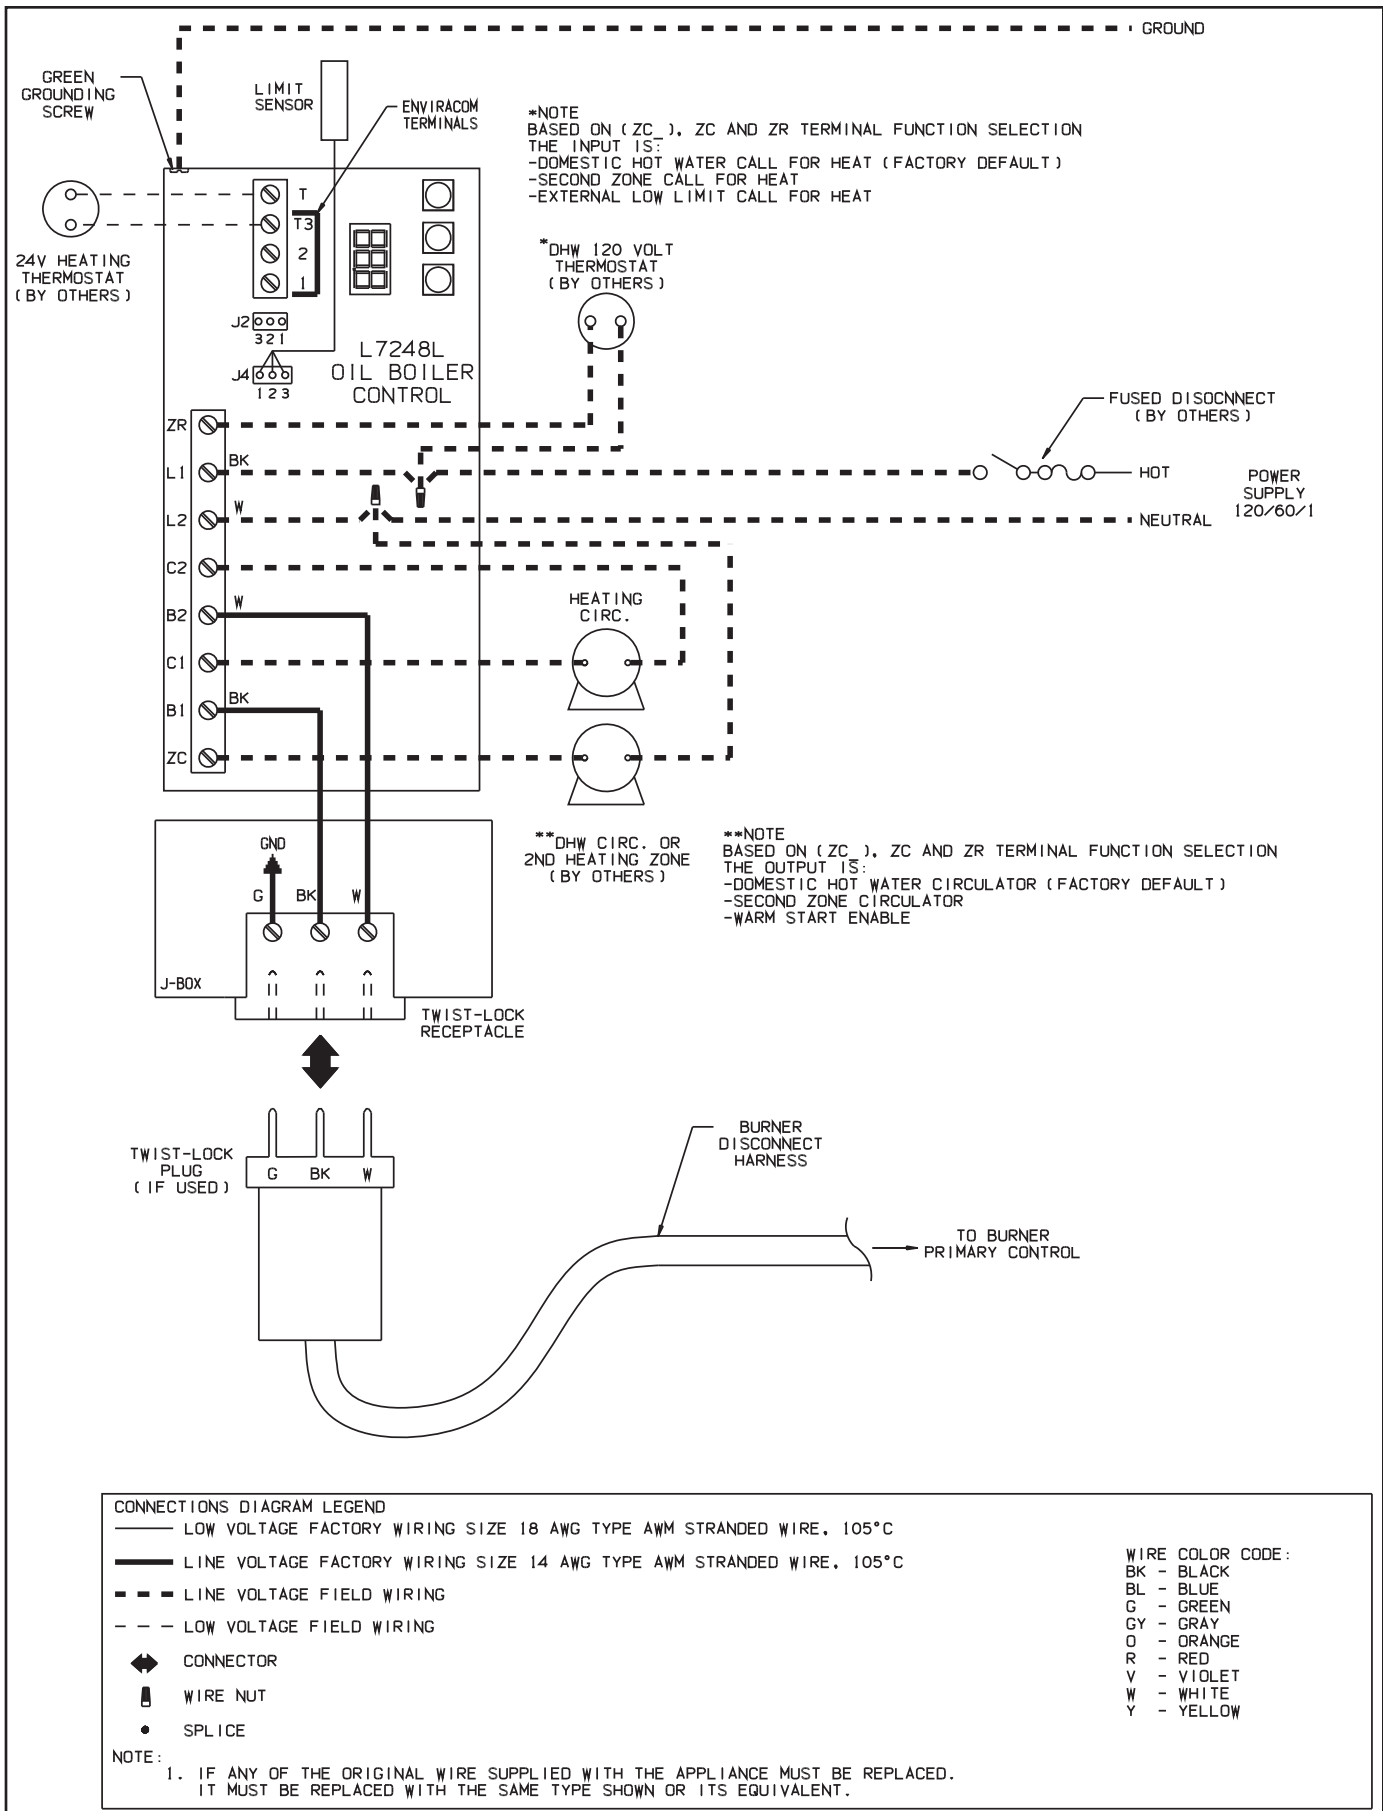 GROUND
GREEN
GROUNDING
SCREW
LIMIT
SENSOR
ENVIRACOM
TERMINALS
*NOTE
BASED ON (ZC_), ZC AND ZR TERMINAL FUNCTION SELECTION
THE INPUT IS:
-DOMESTIC HOT WATER CALL FOR HEAT (FACTORY DEFAULT)
-SECOND ZONE CALL FOR HEAT
-EXTERNAL LOW LIMIT CALL FOR HEAT
T
T3
2
1
24V HEATING
THERMOSTAT
(BY OTHERS)
*DHW 120 VOLT
THERMOSTAT
(BY OTHERS)
J2
321
J4
123
L7248L
OIL BOILER
CONTROL
FUSED DISOCNNECT
(BY OTHERS)
ZR
L1
BK
HOT
POWER
SUPPLY
120/60/1
L2
W
NEUTRAL
C2
B2
W
HEATING
CIRC.
C1
B1
BK
ZC
**DHW CIRC. OR
2ND HEATING ZONE
(BY OTHERS)
**NOTE
BASED ON (ZC_), ZC AND ZR TERMINAL FUNCTION SELECTION
THE OUTPUT IS:
-DOMESTIC HOT WATER CIRCULATOR (FACTORY DEFAULT)
-SECOND ZONE CIRCULATOR
-WARM START ENABLE
GND
G
BK
W
J-BOX
TWIST-LOCK
RECEPTACLE
TWIST-LOCK
PLUG
(IF USED)
G
BK
W
BURNER
DISCONNECT
HARNESS
TO BURNER
PRIMARY CONTROL
CONNECTIONS DIAGRAM LEGEND
LOW VOLTAGE FACTORY WIRING SIZE 18 AWG TYPE AWM STRANDED WIRE, 105°C
LINE VOLTAGE FACTORY WIRING SIZE 14 AWG TYPE AWM STRANDED WIRE, 105°C
LINE VOLTAGE FIELD WIRING
LOW VOLTAGE FIELD WIRING
CONNECTOR
WIRE NUT
SPLICE
WIRE COLOR CODE:
BK - BLACK
BL - BLUE
G - GREEN
GY - GRAY
O - ORANGE
R - RED
V - VIOLET
W - WHITE
Y - YELLOW
NOTE:
1. IF ANY OF THE ORIGINAL WIRE SUPPLIED WITH THE APPLIANCE MUST BE REPLACED.
IT MUST BE REPLACED WITH THE SAME TYPE SHOWN OR ITS EQUIVALENT.